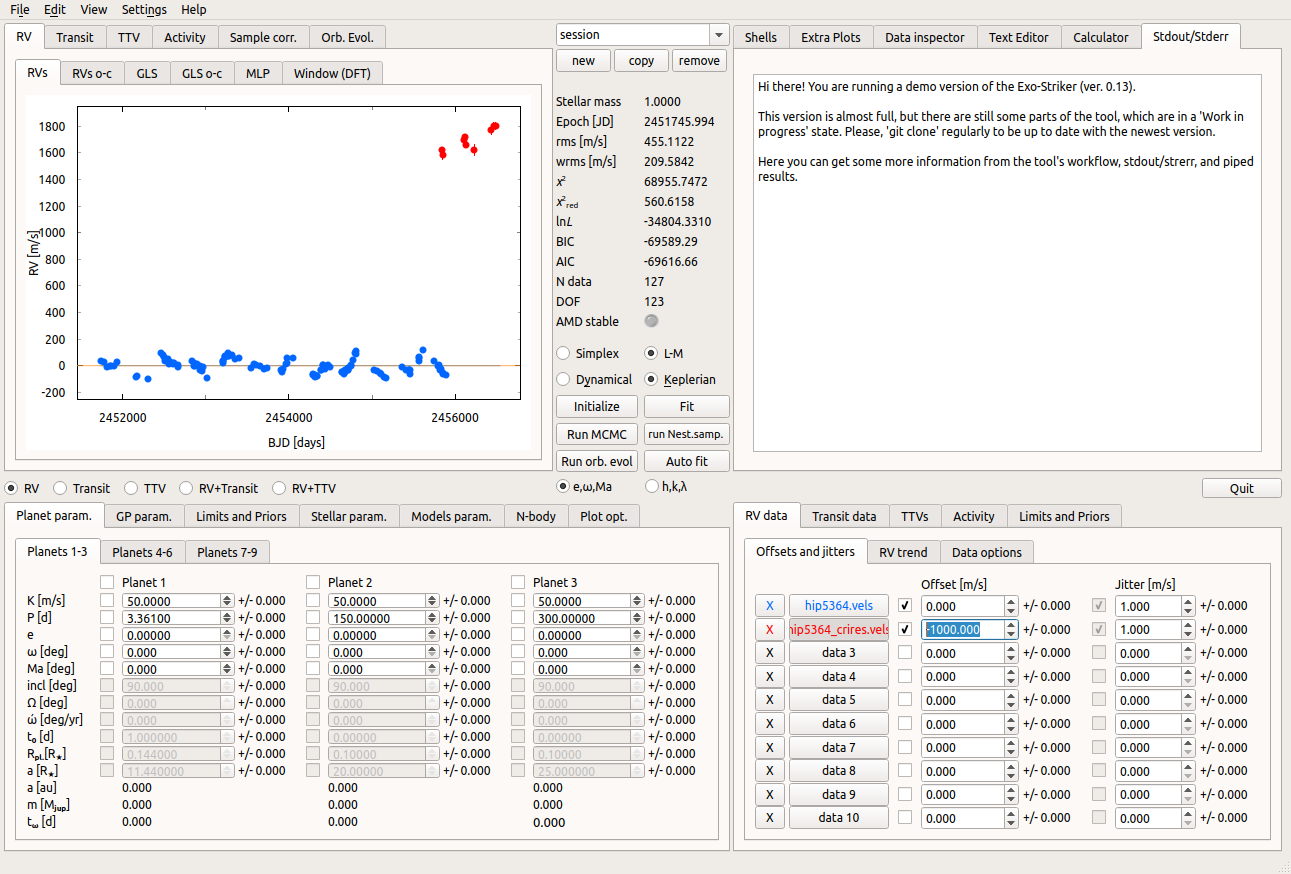 File Edit View Settings Help
RV Transit TTV Activity Sample corr. Orb. Evol.
RVs RVs o-c GLS GLS o-c MLP Window (DFT)
1800
1600
1400
1200
1000
800
600
400
200
0
-200
RV [m/s]
2452000 2454000 2456000
BJD [days]
session
new copy remove
Stellar mass 1.0000
Epoch [JD] 2451745.994
rms [m/s] 455.1122
wrms [m/s] 209.5842
χ² 68955.7472
χ²red 560.6158
lnL -34804.3310
BIC -69589.29
AIC -69616.66
N data 127
DOF 123
AMD stable
Simplex L-M
Dynamical Keplerian
Initialize Fit
Run MCMC run Nest.samp.
Run orb. evol Auto fit
e,ω,Ma h,k,λ
Shells Extra Plots Data inspector Text Editor Calculator Stdout/Stderr
Hi there! You are running a demo version of the Exo-Striker (ver. 0.13).
This version is almost full, but there are still some parts of the tool, which are in a 'Work in
progress' state. Please, 'git clone' regularly to be up to date with the newest version.
Here you can get some more information from the tool's workflow, stdout/strerr, and piped
results.
Quit
RV Transit TTV RV+Transit RV+TTV
Planet param. GP param. Limits and Priors Stellar param. Models param. N-body Plot opt.
Planets 1-3 Planets 4-6 Planets 7-9
Planet 1 Planet 2 Planet 3
K [m/s] 50.0000 +/- 0.000 50.0000 +/- 0.000 50.0000 +/- 0.000
P [d] 3.36100 +/- 0.000 150.00000 +/- 0.000 300.00000 +/- 0.000
e 0.00000 +/- 0.000 0.00000 +/- 0.000 0.00000 +/- 0.000
ω [deg] 0.000 +/- 0.000 0.000 +/- 0.000 0.000 +/- 0.000
Ma [deg] 0.000 +/- 0.000 0.000 +/- 0.000 0.000 +/- 0.000
incl [deg] 90.000 +/- 0.000 90.000 +/- 0.000 90.000 +/- 0.000
Ω [deg] 0.000 +/- 0.000 0.000 +/- 0.000 0.000 +/- 0.000
ώ [deg/yr] 0.000 +/- 0.000 0.000 +/- 0.000 0.000 +/- 0.000
t₀ [d] 1.000000 +/- 0.000 0.00000 +/- 0.000 0.00000 +/- 0.000
Rpl.[R★] 0.144000 +/- 0.000 0.10000 +/- 0.000 0.10000 +/- 0.000
a [R★] 11.440000 +/- 0.000 20.00000 +/- 0.000 25.000000 +/- 0.000
a [au] 0.000 0.000 0.000
m [Mjup] 0.000 0.000 0.000
tω [d] 0.000 0.000 0.000
RV data Transit data TTVs Activity Limits and Priors
Offsets and jitters RV trend Data options
Offset [m/s] Jitter [m/s]
X hip5364.vels 0.000 +/- 0.000 1.000 +/- 0.000
X hip5364_crires.vels -1000.000 +/- 0.000 1.000 +/- 0.000
X data 3 0.000 +/- 0.000 0.000 +/- 0.000
X data 4 0.000 +/- 0.000 0.000 +/- 0.000
X data 5 0.000 +/- 0.000 0.000 +/- 0.000
X data 6 0.000 +/- 0.000 0.000 +/- 0.000
X data 7 0.000 +/- 0.000 0.000 +/- 0.000
X data 8 0.000 +/- 0.000 0.000 +/- 0.000
X data 9 0.000 +/- 0.000 0.000 +/- 0.000
X data 10 0.000 +/- 0.000 0.000 +/- 0.000